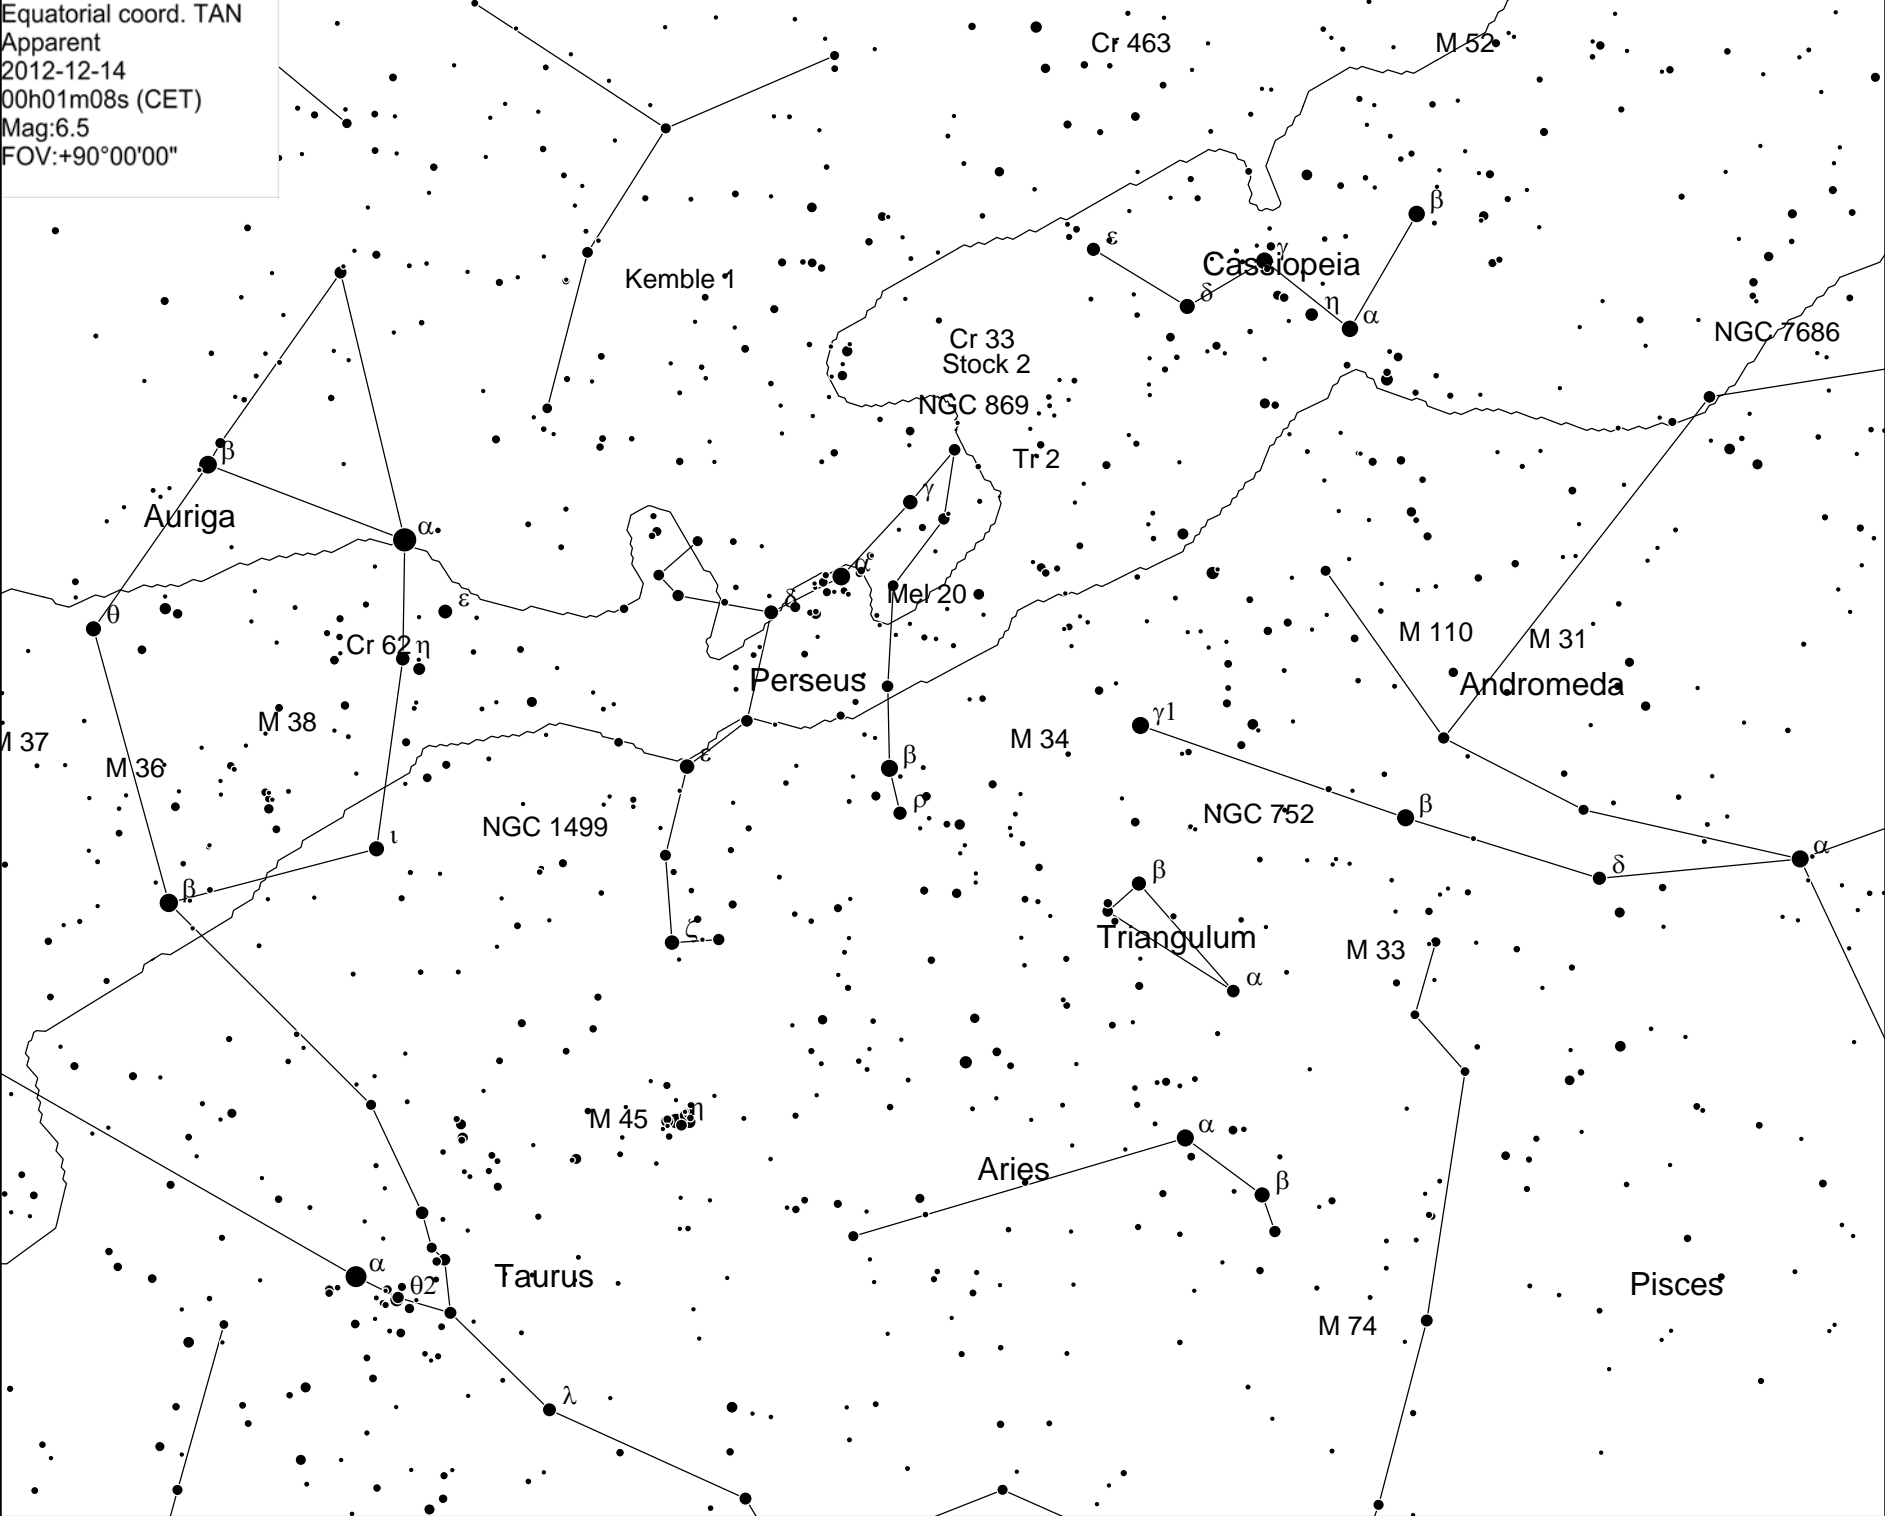 Equatorial coord. TAN
Apparent
2012-12-14
00h01m08s (CET)
Mag:6.5
FOV:+90°00'00"
Cr 463
M 52
β
ε
γ
Cassiopeia
Kemble 1
δ
η
α
NGC 7686
Cr 33
Stock 2
NGC 869
β
Tr 2
γ
Auriga
α
α
ε
δ
Mel 20
θ
Cr 62
η
M 110
M 31
Perseus
Andromeda
M 38
γ1
M 37
M 34
ε
β
M 36
ρ
β
NGC 1499
NGC 752
ι
α
β
δ
β
ζ
Triangulum
M 33
α
M 45
η
α
Aries
β
α
Taurus
θ2
Pisces
M 74
λ